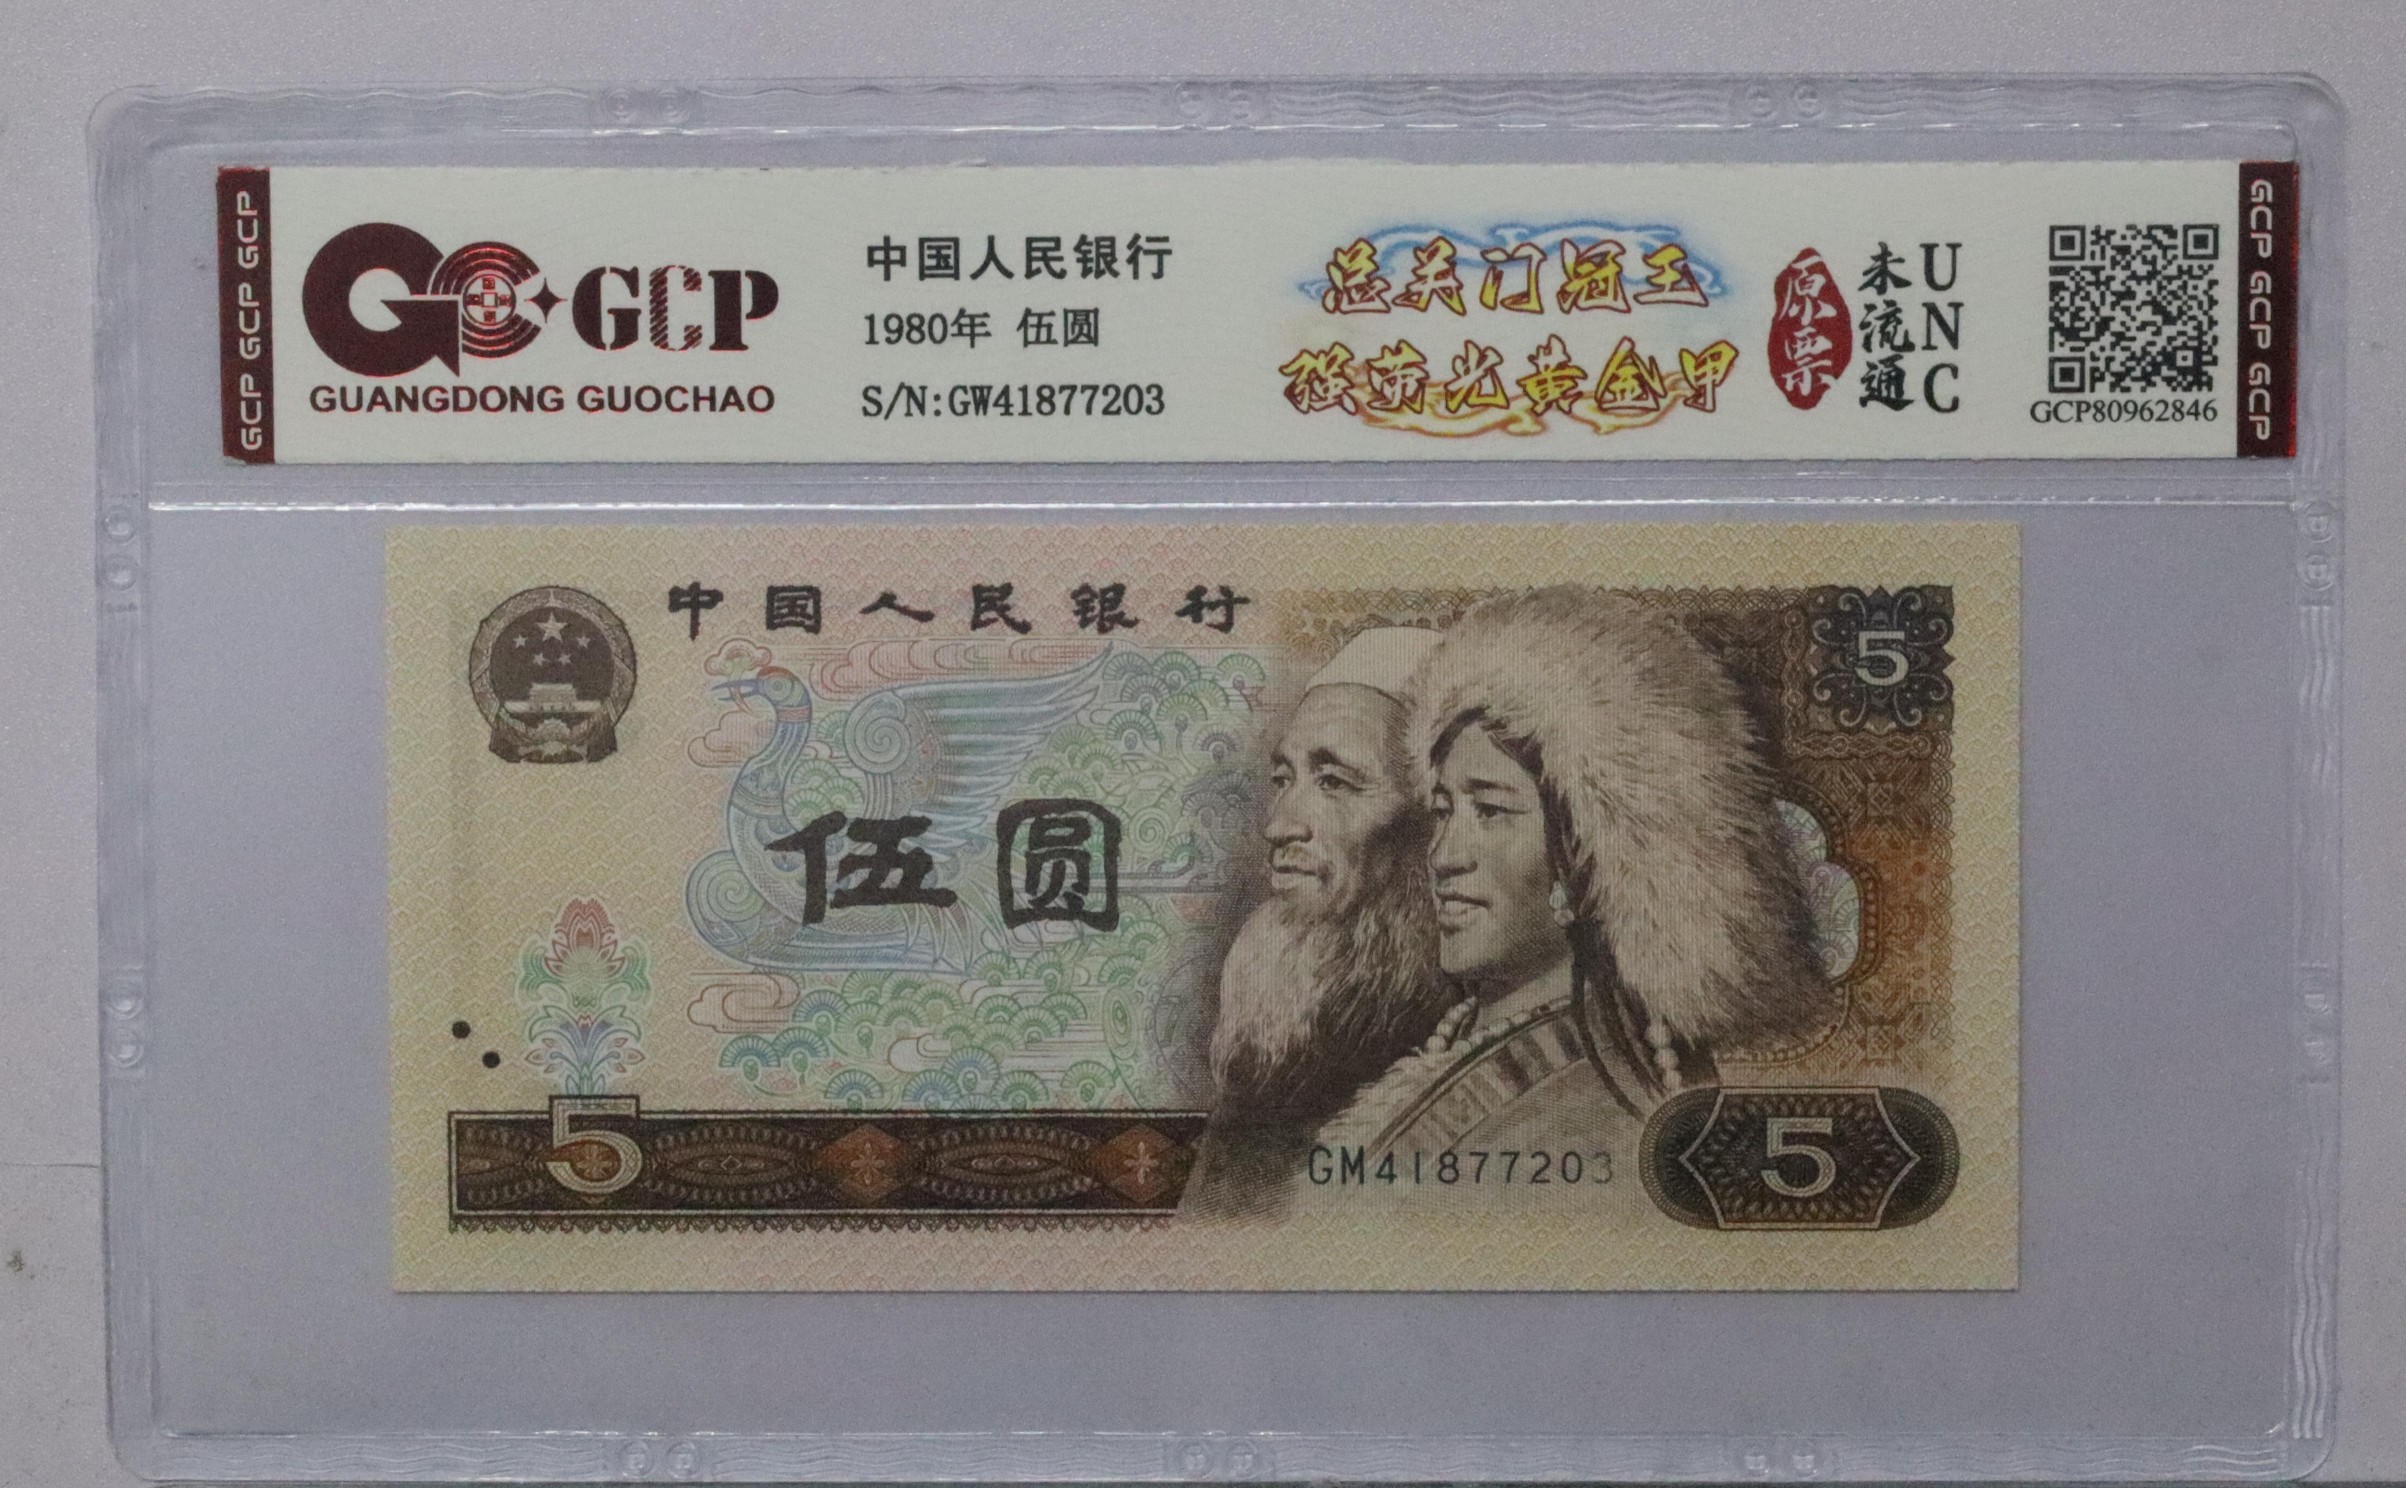 GCP GCP GCP
GCP
GUANGDONG GUOCHAO
中国人民银行
1980年 伍圆
S/N:GW41877203
总关门冠王
强荧光黄金甲
原票
未流通
UNC
GCP80962846
GCP GCP GCP
中国人民银行
5
伍圆
5
GM41877203
5